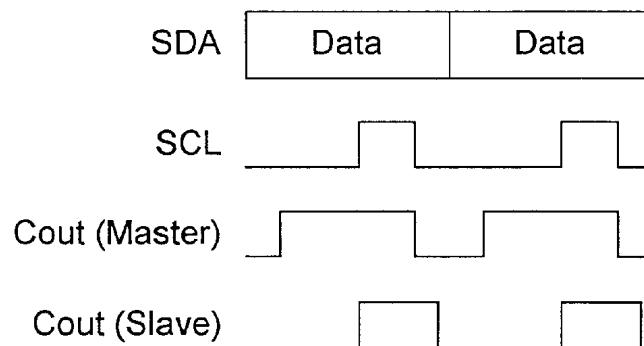 SDA Data Data
SCL
Cout (Master)
Cout (Slave)